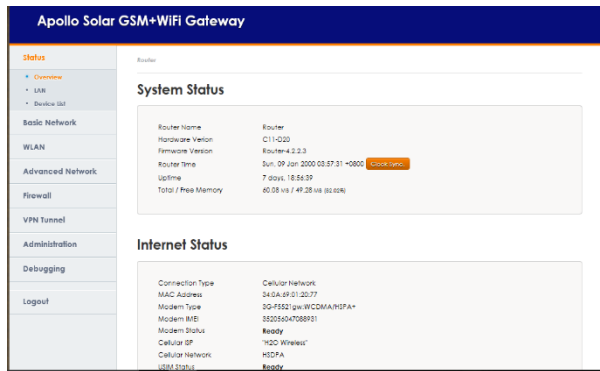 Apollo Solar GSM+WiFi Gateway
Status
Overview
LAN
Device List
Basic Network
WLAN
Advanced Network
Firewall
VPN Tunnel
Administration
Debugging
Logout
Router
System Status
Router Name Router
Hardware Verion C11-D20
Firmware Version Router-4.2.2.3
Router Time Sun, 09 Jan 2000 03:57:31 +0800 Clock Sync.
Uptime 7 days, 18:56:39
Total / Free Memory 60.08 MB / 49.28 MB (82.02%)
Internet Status
Connection Type Cellular Network
MAC Address 34:0A:69:01:20:77
Modem Type 3G-F5521gw:WCDMA/HSPA+
Modem IMEI 352056047088931
Modem Status Ready
Cellular ISP "H2O Wireless"
Cellular Network HSDPA
USIM Status Ready